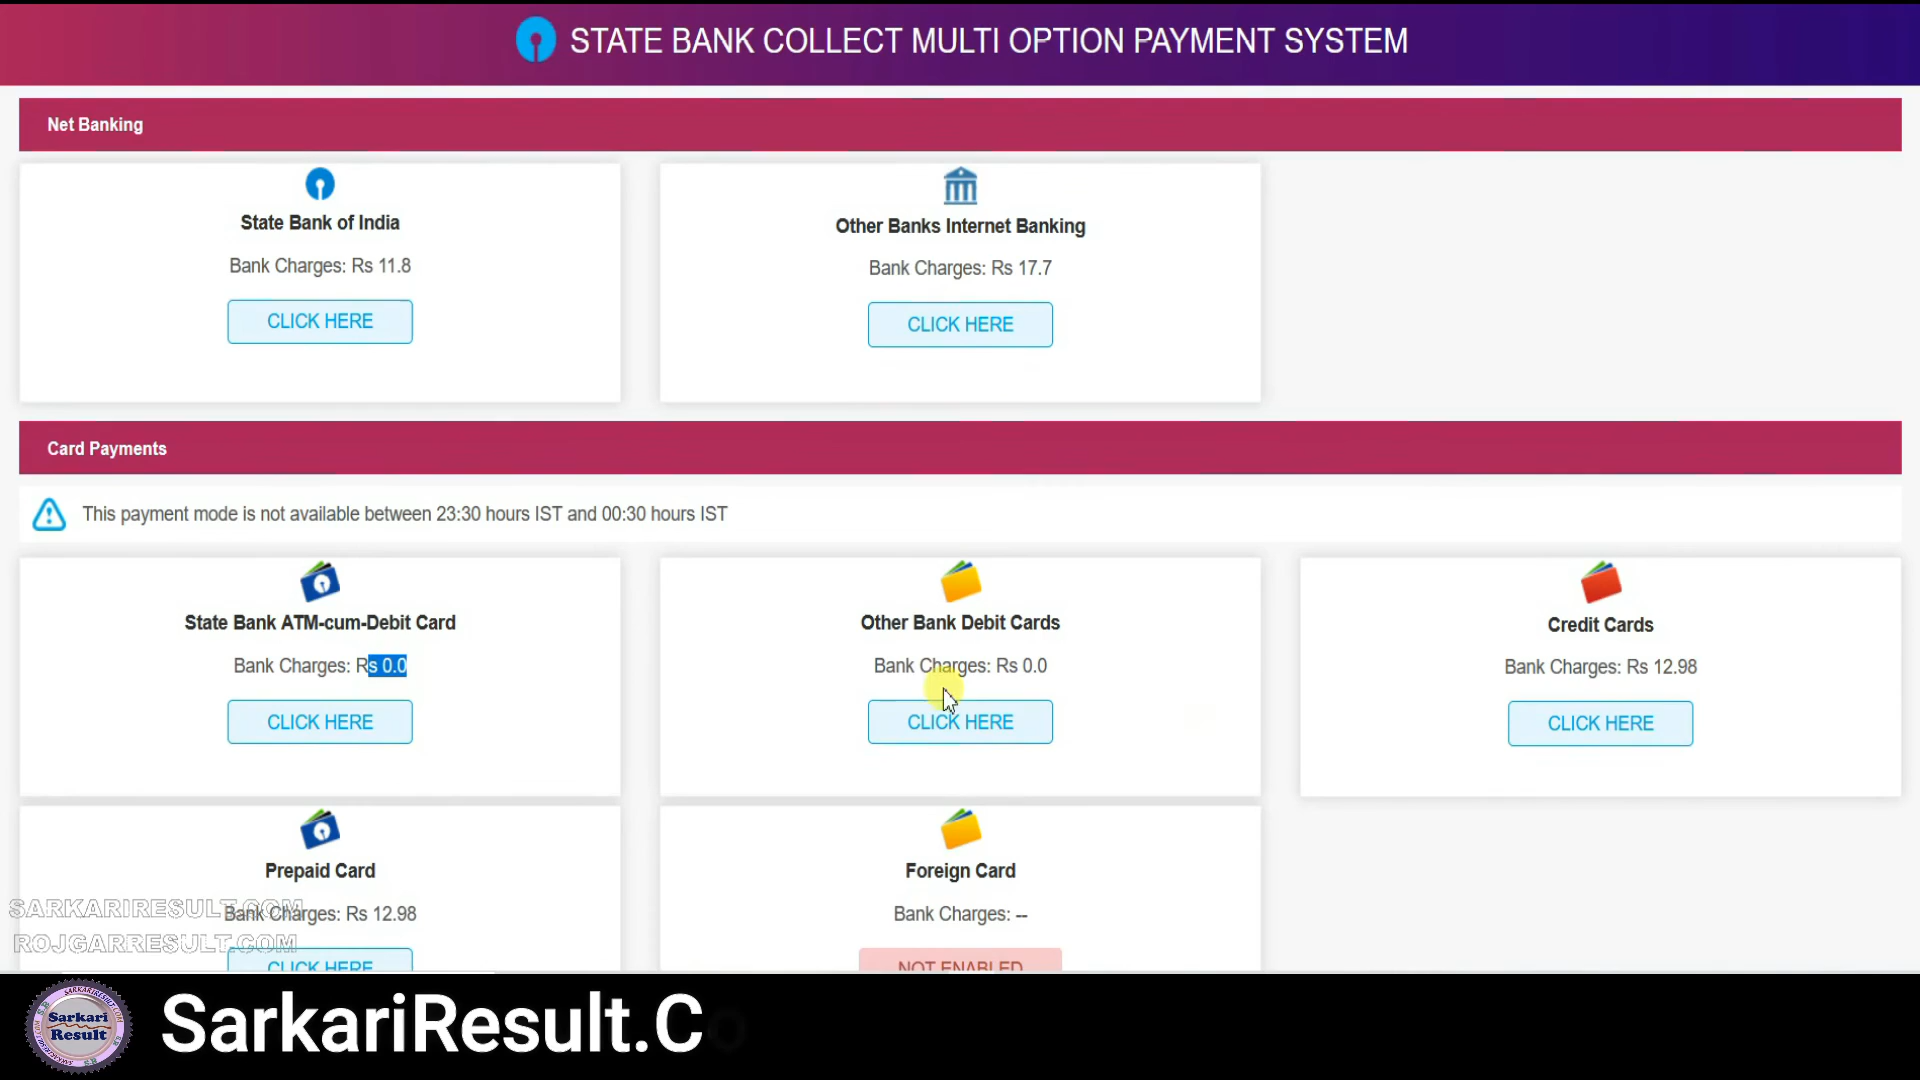 STATE BANK COLLECT MULTI OPTION PAYMENT SYSTEM
Net Banking
State Bank of India
Bank Charges: Rs 11.8
CLICK HERE
Other Banks Internet Banking
Bank Charges: Rs 17.7
CLICK HERE
Card Payments
This payment mode is not available between 23:30 hours IST and 00:30 hours IST
State Bank ATM-cum-Debit Card
Bank Charges: Rs 0.0
CLICK HERE
Other Bank Debit Cards
Bank Charges: Rs 0.0
CLICK HERE
Credit Cards
Bank Charges: Rs 12.98
CLICK HERE
Prepaid Card
Bank Charges: Rs 12.98
CLICK HERE
Foreign Card
Bank Charges: --
NOT ENABLED
SARKARIRESULT.COM
ROJGARRESULT.COM
Sarkari
Result
SarkariResult.Co